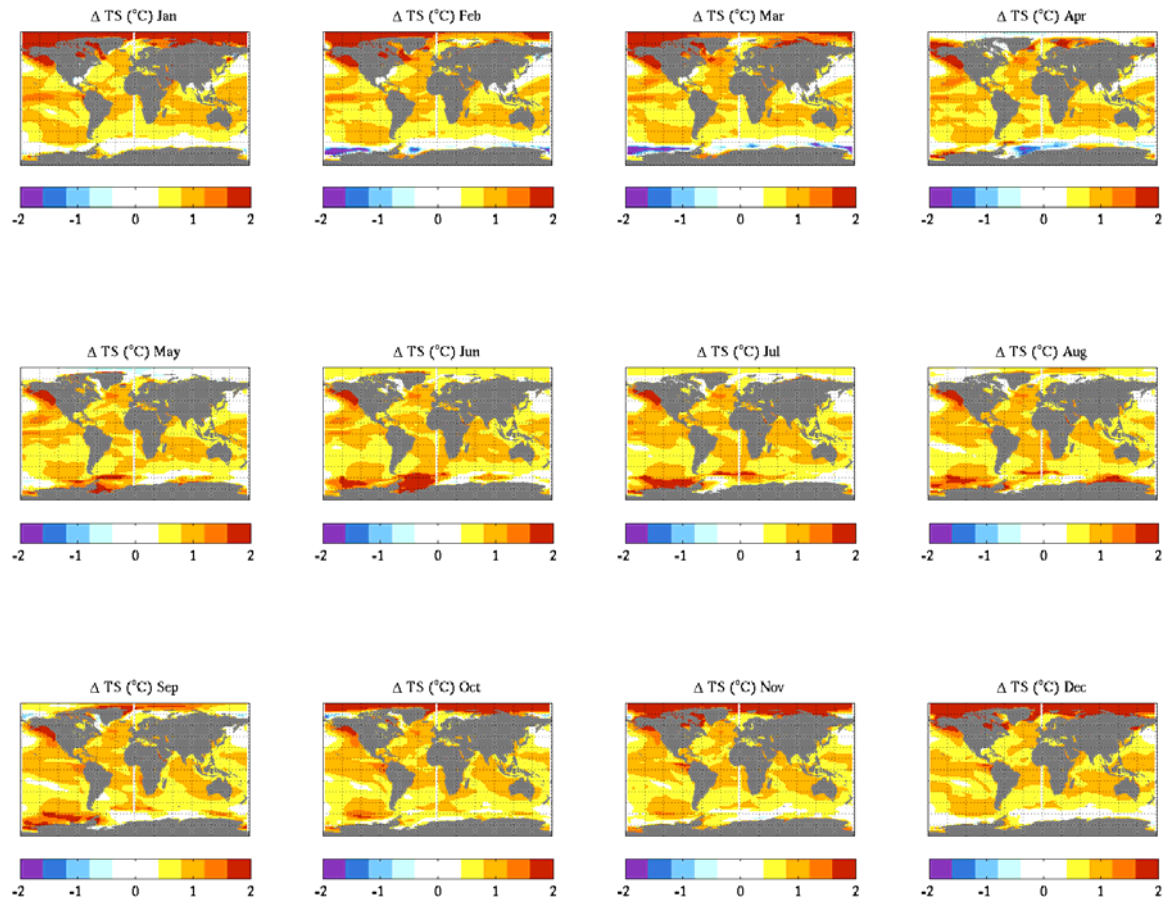 Δ TS (°C) Jan Δ TS (°C) Feb Δ TS (°C) Mar Δ TS (°C) Apr
-2 -1 0 1 2 -2 -1 0 1 2 -2 -1 0 1 2 -2 -1 0 1 2
Δ TS (°C) May Δ TS (°C) Jun Δ TS (°C) Jul Δ TS (°C) Aug
-2 -1 0 1 2 -2 -1 0 1 2 -2 -1 0 1 2 -2 -1 0 1 2
Δ TS (°C) Sep Δ TS (°C) Oct Δ TS (°C) Nov Δ TS (°C) Dec
-2 -1 0 1 2 -2 -1 0 1 2 -2 -1 0 1 2 -2 -1 0 1 2